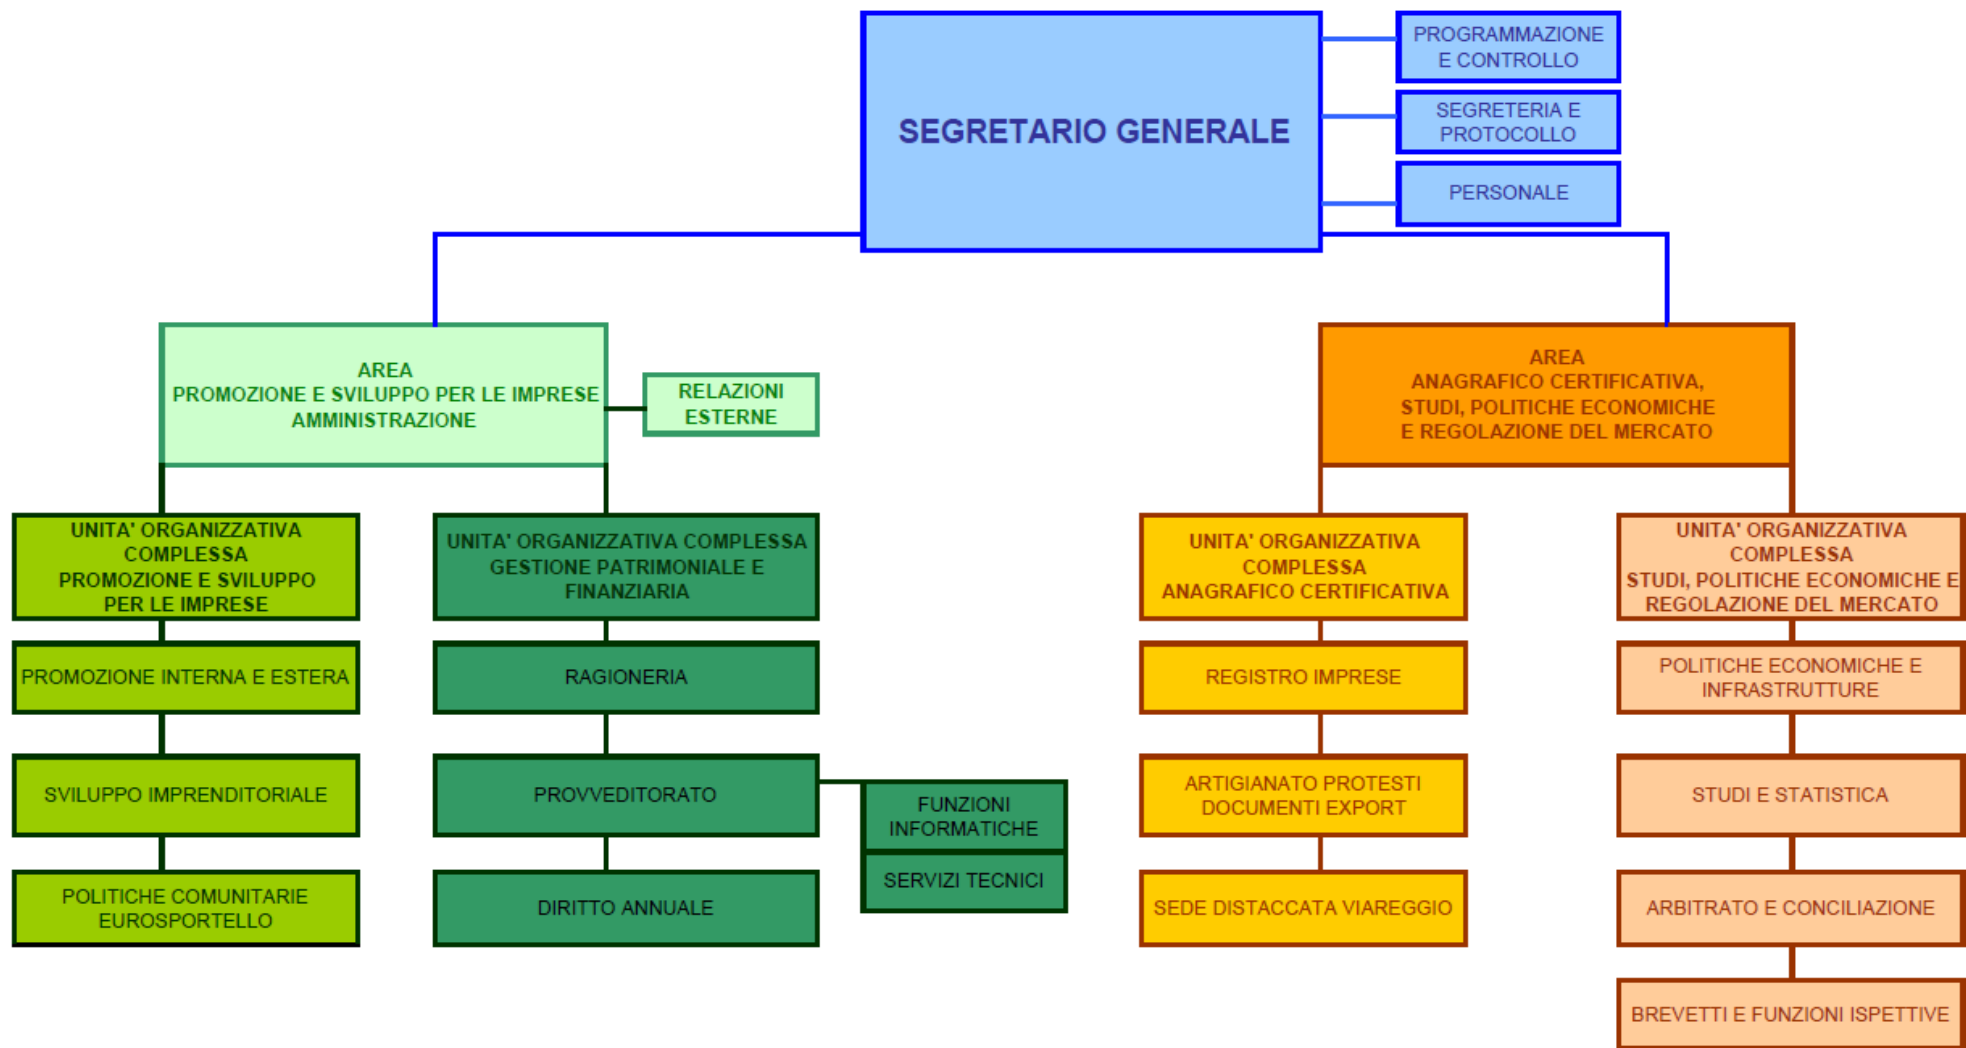 SEGRETARIO GENERALE
PROGRAMMAZIONE
E CONTROLLO
SEGRETERIA E
PROTOCOLLO
PERSONALE
AREA
PROMOZIONE E SVILUPPO PER LE IMPRESE
AMMINISTRAZIONE
RELAZIONI
ESTERNE
AREA
ANAGRAFICO CERTIFICATIVA,
STUDI, POLITICHE ECONOMICHE
E REGOLAZIONE DEL MERCATO
UNITA' ORGANIZZATIVA
COMPLESSA
PROMOZIONE E SVILUPPO
PER LE IMPRESE
PROMOZIONE INTERNA E ESTERA
SVILUPPO IMPRENDITORIALE
POLITICHE COMUNITARIE
EUROSPORTELLO
UNITA' ORGANIZZATIVA COMPLESSA
GESTIONE PATRIMONIALE E
FINANZIARIA
RAGIONERIA
PROVVEDITORATO
FUNZIONI
INFORMATICHE
SERVIZI TECNICI
DIRITTO ANNUALE
UNITA' ORGANIZZATIVA
COMPLESSA
ANAGRAFICO CERTIFICATIVA
REGISTRO IMPRESE
ARTIGIANATO PROTESTI
DOCUMENTI EXPORT
SEDE DISTACCATA VIAREGGIO
UNITA' ORGANIZZATIVA
COMPLESSA
STUDI, POLITICHE ECONOMICHE E
REGOLAZIONE DEL MERCATO
POLITICHE ECONOMICHE E
INFRASTRUTTURE
STUDI E STATISTICA
ARBITRATO E CONCILIAZIONE
BREVETTI E FUNZIONI ISPETTIVE